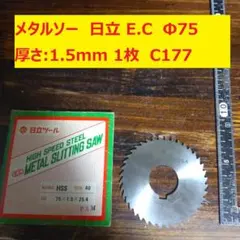 メタルソー 日立 E.C Φ75
厚さ:1.5mm 1枚 C177
日立ツール
HIGH SPEED STEEL
METAL SLITTING SAW
HSS